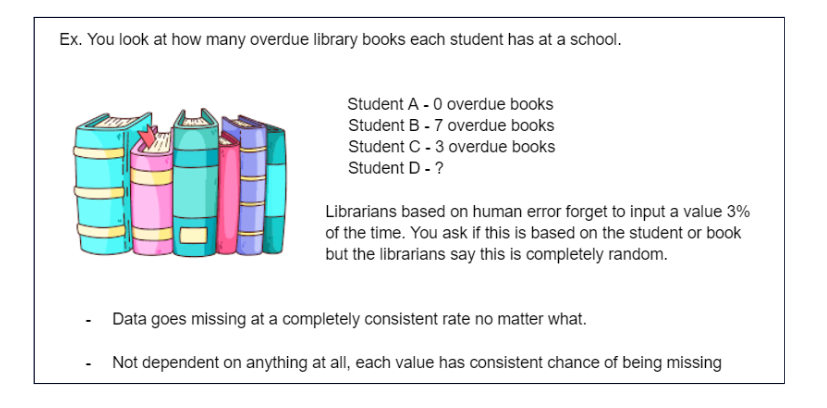 Ex. You look at how many overdue library books each student has at a school.
Student A - 0 overdue books
Student B - 7 overdue books
Student C - 3 overdue books
Student D - ?
Librarians based on human error forget to input a value 3%
of the time. You ask if this is based on the student or book
but the librarians say this is completely random.
- Data goes missing at a completely consistent rate no matter what.
- Not dependent on anything at all, each value has consistent chance of being missing